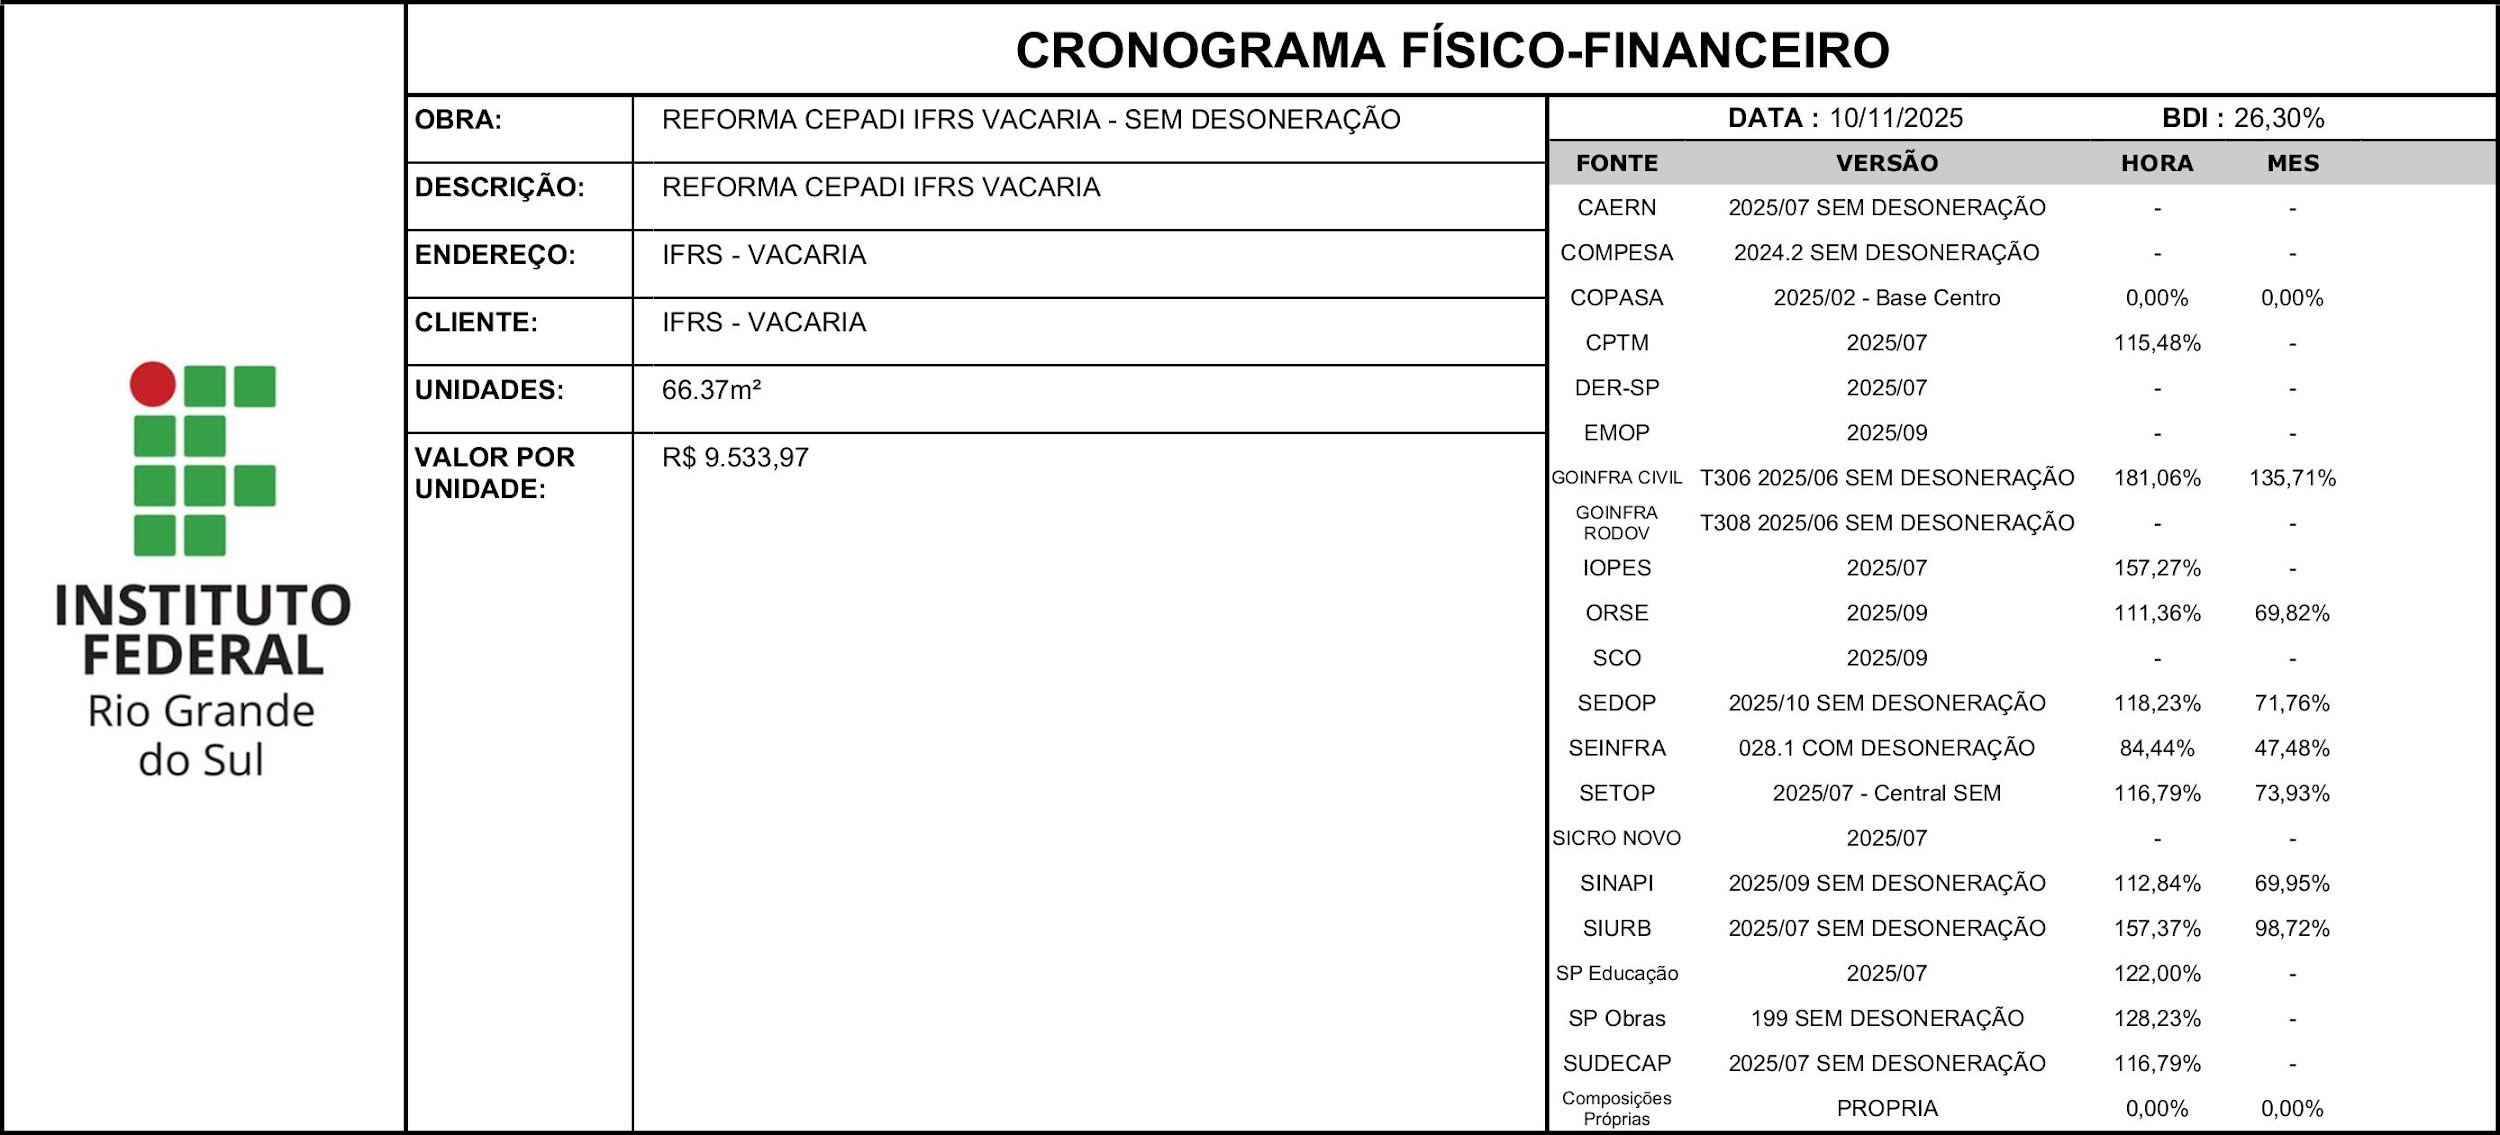 CRONOGRAMA FÍSICO-FINANCEIRO
INSTITUTO
FEDERAL
Rio Grande
do Sul
OBRA: REFORMA CEPADI IFRS VACARIA - SEM DESONERAÇÃO
DESCRIÇÃO: REFORMA CEPADI IFRS VACARIA
ENDEREÇO: IFRS - VACARIA
CLIENTE: IFRS - VACARIA
UNIDADES: 66.37m²
VALOR POR R$ 9.533,97
UNIDADE:
DATA : 10/11/2025 BDI : 26,30%
FONTE VERSÃO HORA MES
CAERN 2025/07 SEM DESONERAÇÃO - -
COMPESA 2024.2 SEM DESONERAÇÃO - -
COPASA 2025/02 - Base Centro 0,00% 0,00%
CPTM 2025/07 115,48% -
DER-SP 2025/07 - -
EMOP 2025/09 - -
GOINFRA CIVIL T306 2025/06 SEM DESONERAÇÃO 181,06% 135,71%
GOINFRA
RODOV T308 2025/06 SEM DESONERAÇÃO - -
IOPES 2025/07 157,27% -
ORSE 2025/09 111,36% 69,82%
SCO 2025/09 - -
SEDOP 2025/10 SEM DESONERAÇÃO 118,23% 71,76%
SEINFRA 028.1 COM DESONERAÇÃO 84,44% 47,48%
SETOP 2025/07 - Central SEM 116,79% 73,93%
SICRO NOVO 2025/07 - -
SINAPI 2025/09 SEM DESONERAÇÃO 112,84% 69,95%
SIURB 2025/07 SEM DESONERAÇÃO 157,37% 98,72%
SP Educação 2025/07 122,00% -
SP Obras 199 SEM DESONERAÇÃO 128,23% -
SUDECAP 2025/07 SEM DESONERAÇÃO 116,79% -
Composições
Próprias PROPRIA 0,00% 0,00%